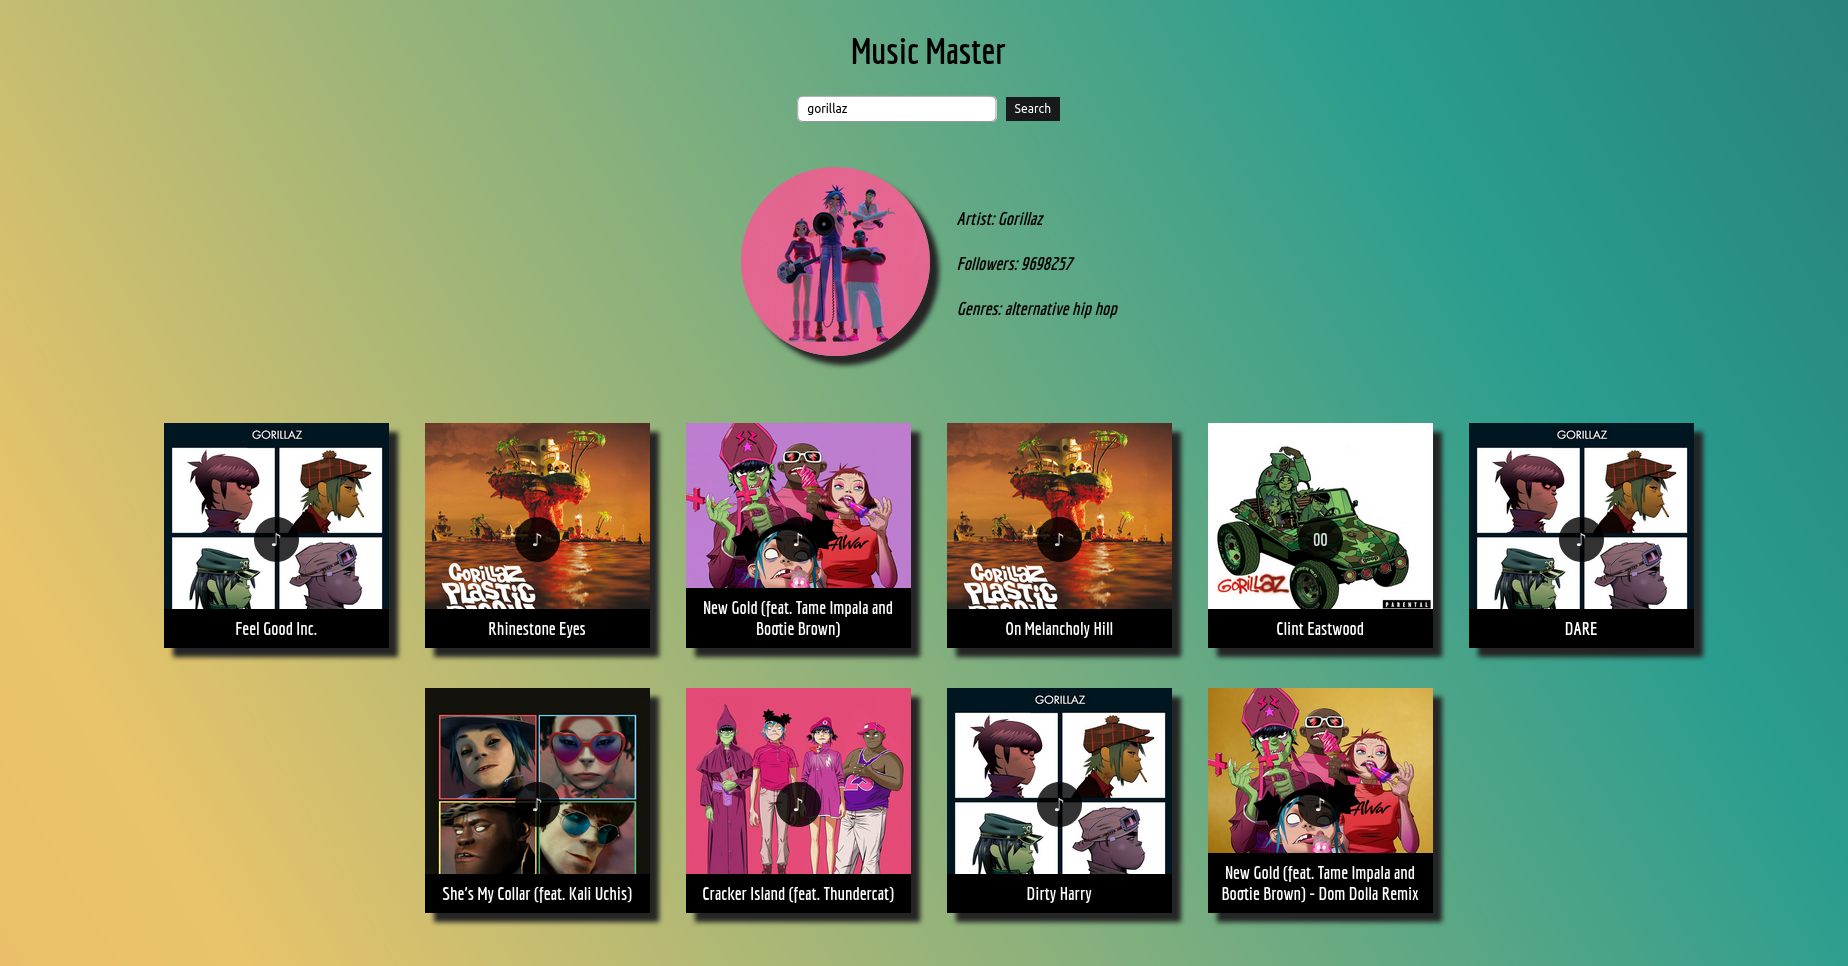 Music Master
gorillaz
Search
Artist: Gorillaz
Followers: 9698257
Genres: alternative hip hop
GORILLAZ
Feel Good Inc.
GORILLAZ
PLASTIC
Rhinestone Eyes
Alvar
New Gold (feat. Tame Impala and
Bootie Brown)
GORILLAZ
PLASTIC
On Melancholy Hill
GORILLAZ
PARENTAL
Clint Eastwood
GORILLAZ
DARE
She's My Collar (feat. Kali Uchis)
Cracker Island (feat. Thundercat)
GORILLAZ
Dirty Harry
Alvar
New Gold (feat. Tame Impala and
Bootie Brown) - Dom Dolla Remix